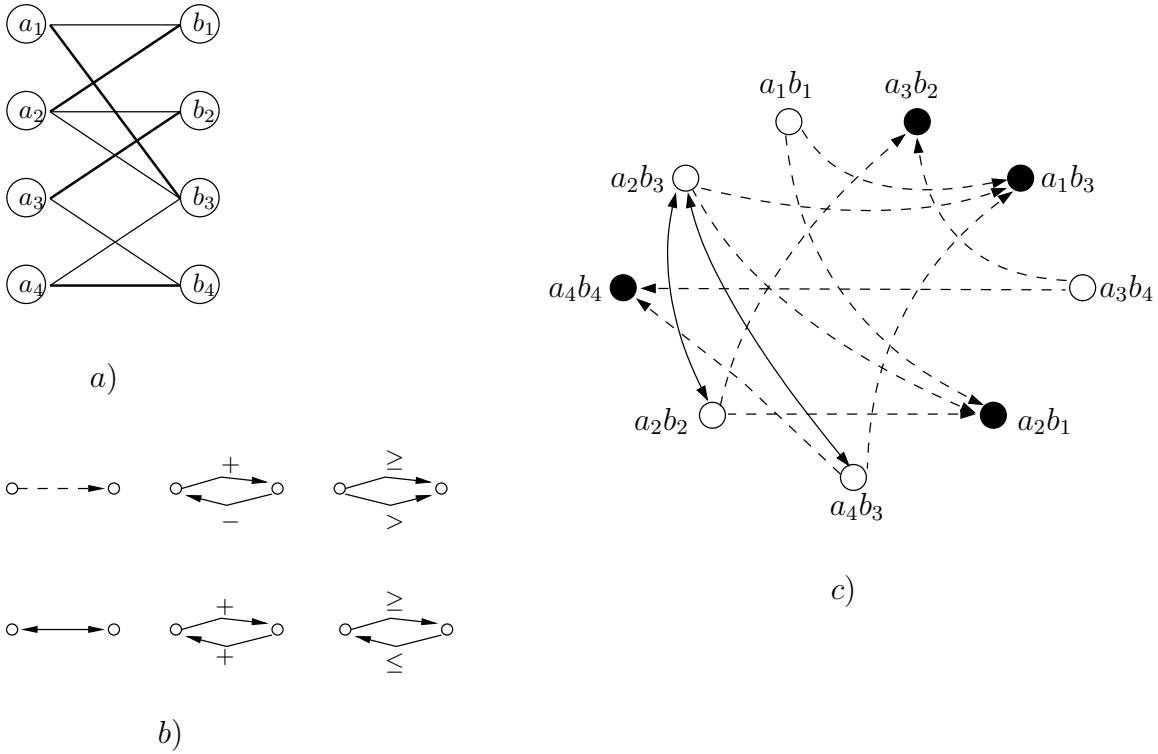 a₁ b₁
a₂ b₂
a₃ b₃
a₄ b₄
a)
+ ≥
− >
+ ≥
+ ≤
b)
a₁b₁ a₃b₂
a₂b₃ a₁b₃
a₄b₄ a₃b₄
a₂b₂ a₂b₁
a₄b₃
c)